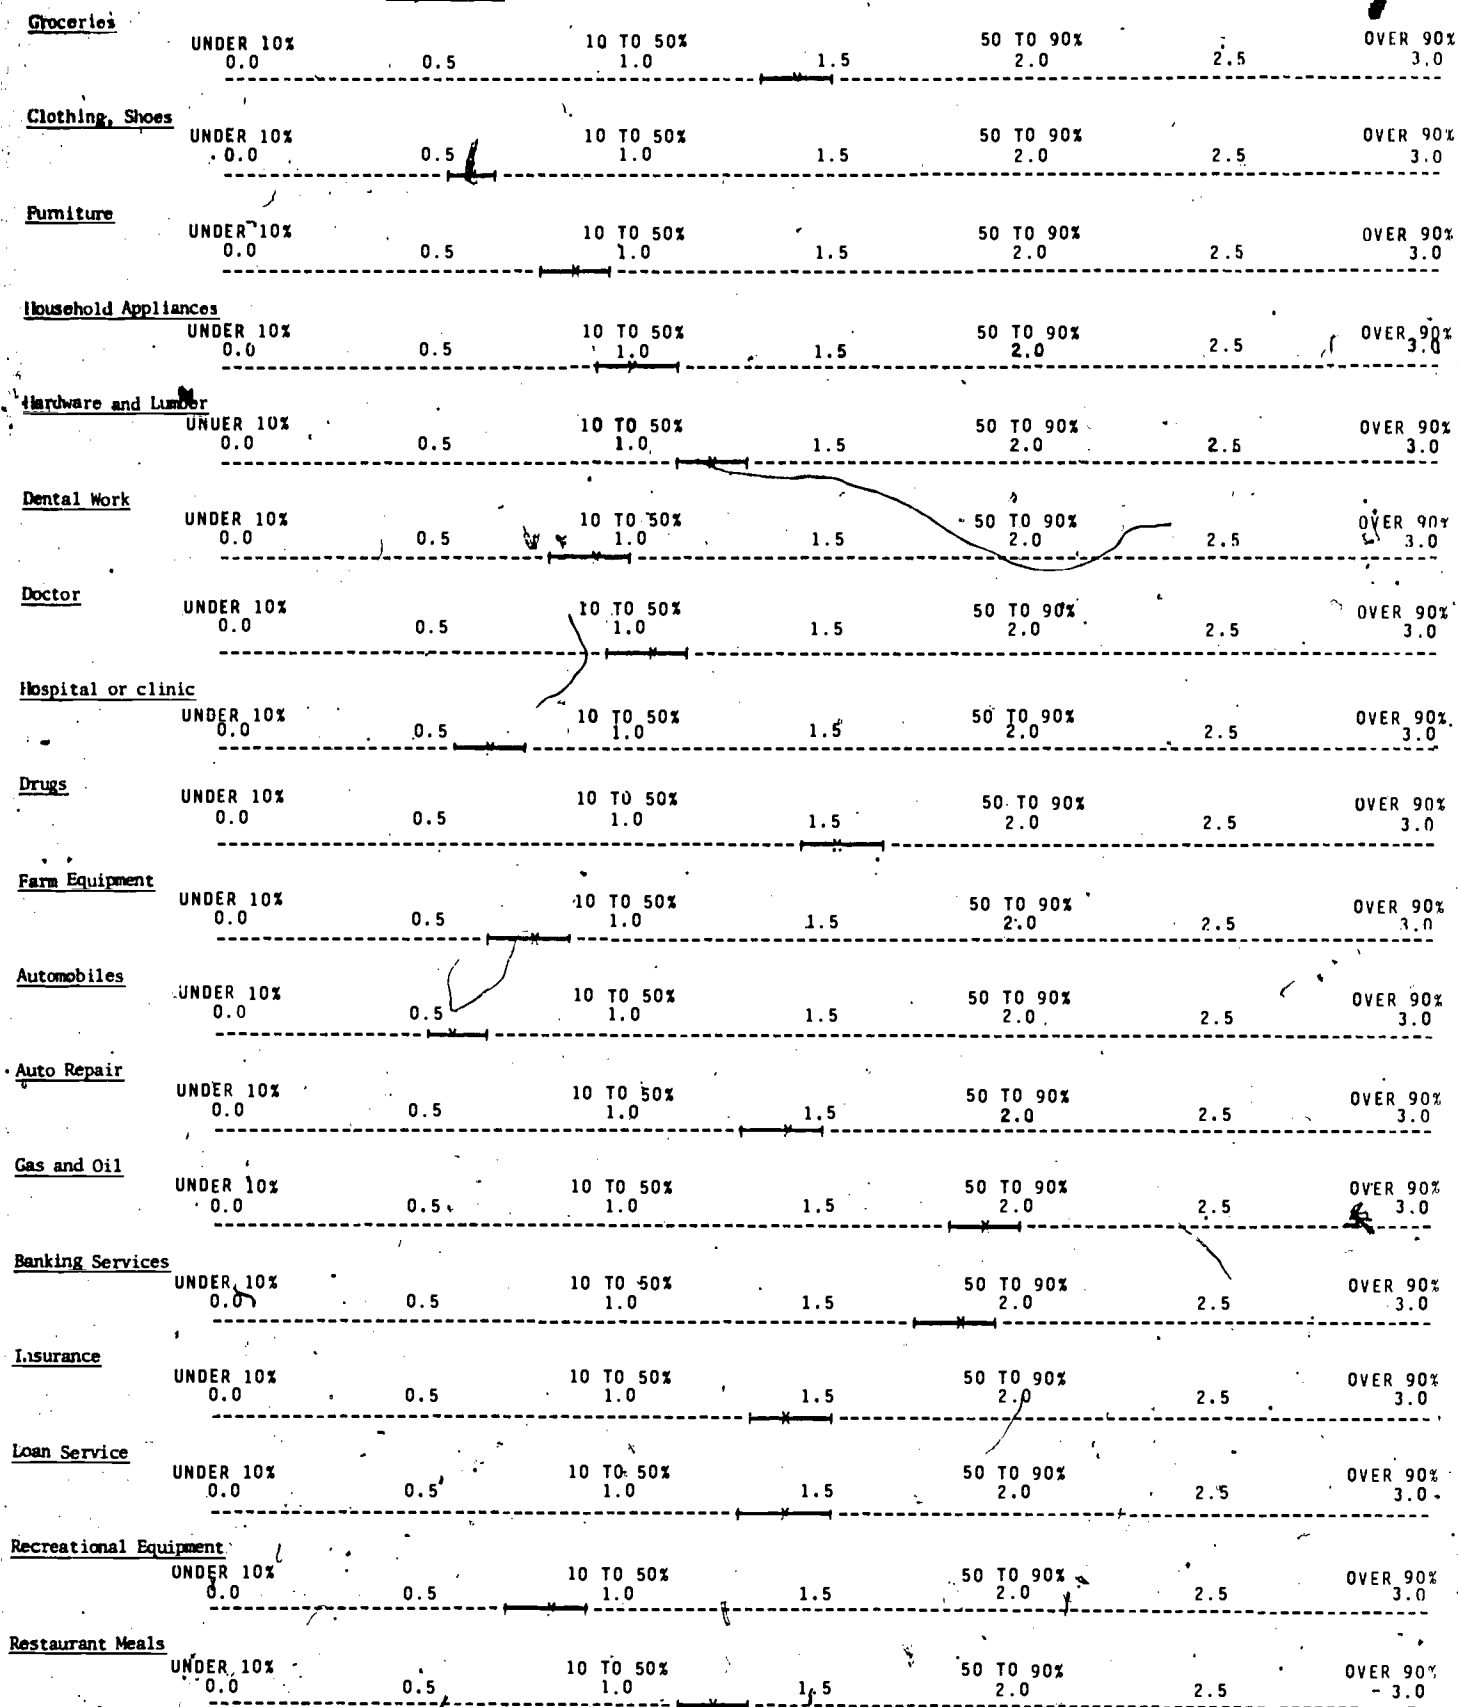 Groceries
UNDER 10% 10 TO 50% 50 TO 90% OVER 90%
0.0 0.5 1.0 1.5 2.0 2.5 3.0
Clothing, Shoes
UNDER 10% 10 TO 50% 50 TO 90% OVER 90%
0.0 0.5 1.0 1.5 2.0 2.5 3.0
Furniture
UNDER 10% 10 TO 50% 50 TO 90% OVER 90%
0.0 0.5 1.0 1.5 2.0 2.5 3.0
Household Appliances
UNDER 10% 10 TO 50% 50 TO 90% OVER 90%
0.0 0.5 1.0 1.5 2.0 2.5 3.0
Hardware and Lumber
UNDER 10% 10 TO 50% 50 TO 90% OVER 90%
0.0 0.5 1.0 1.5 2.0 2.5 3.0
Dental Work
UNDER 10% 10 TO 50% 50 TO 90% OVER 90%
0.0 0.5 1.0 1.5 2.0 2.5 3.0
Doctor
UNDER 10% 10 TO 50% 50 TO 90% OVER 90%
0.0 0.5 1.0 1.5 2.0 2.5 3.0
Hospital or clinic
UNDER 10% 10 TO 50% 50 TO 90% OVER 90%
0.0 0.5 1.0 1.5 2.0 2.5 3.0
Drugs
UNDER 10% 10 TO 50% 50 TO 90% OVER 90%
0.0 0.5 1.0 1.5 2.0 2.5 3.0
Farm Equipment
UNDER 10% 10 TO 50% 50 TO 90% OVER 90%
0.0 0.5 1.0 1.5 2.0 2.5 3.0
Automobiles
UNDER 10% 10 TO 50% 50 TO 90% OVER 90%
0.0 0.5 1.0 1.5 2.0 2.5 3.0
Auto Repair
UNDER 10% 10 TO 50% 50 TO 90% OVER 90%
0.0 0.5 1.0 1.5 2.0 2.5 3.0
Gas and Oil
UNDER 10% 10 TO 50% 50 TO 90% OVER 90%
0.0 0.5 1.0 1.5 2.0 2.5 3.0
Banking Services
UNDER 10% 10 TO 50% 50 TO 90% OVER 90%
0.0 0.5 1.0 1.5 2.0 2.5 3.0
Insurance
UNDER 10% 10 TO 50% 50 TO 90% OVER 90%
0.0 0.5 1.0 1.5 2.0 2.5 3.0
Loan Service
UNDER 10% 10 TO 50% 50 TO 90% OVER 90%
0.0 0.5 1.0 1.5 2.0 2.5 3.0
Recreational Equipment
UNDER 10% 10 TO 50% 50 TO 90% OVER 90%
0.0 0.5 1.0 1.5 2.0 2.5 3.0
Restaurant Meals
UNDER 10% 10 TO 50% 50 TO 90% OVER 90%
0.0 0.5 1.0 1.5 2.0 2.5 3.0